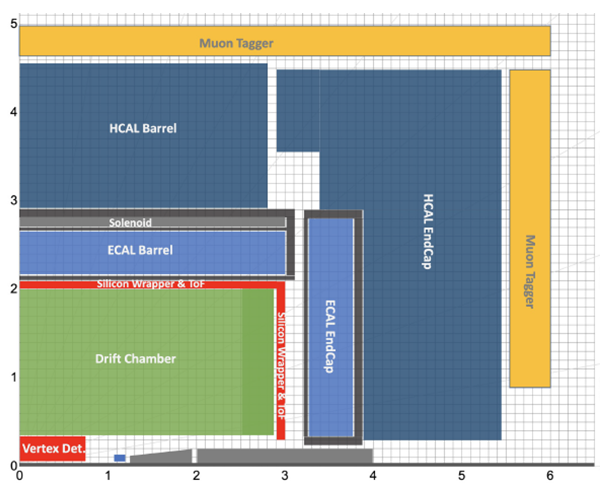 5
Muon Tagger
4
HCAL Barrel
3
Solenoid
ECAL Barrel
HCAL EndCap
Muon Tagger
2
Silicon Wrapper & ToF
Silicon Wrapper & ToF
ECAL EndCap
Drift Chamber
1
Vertex Det.
0
0 1 2 3 4 5 6